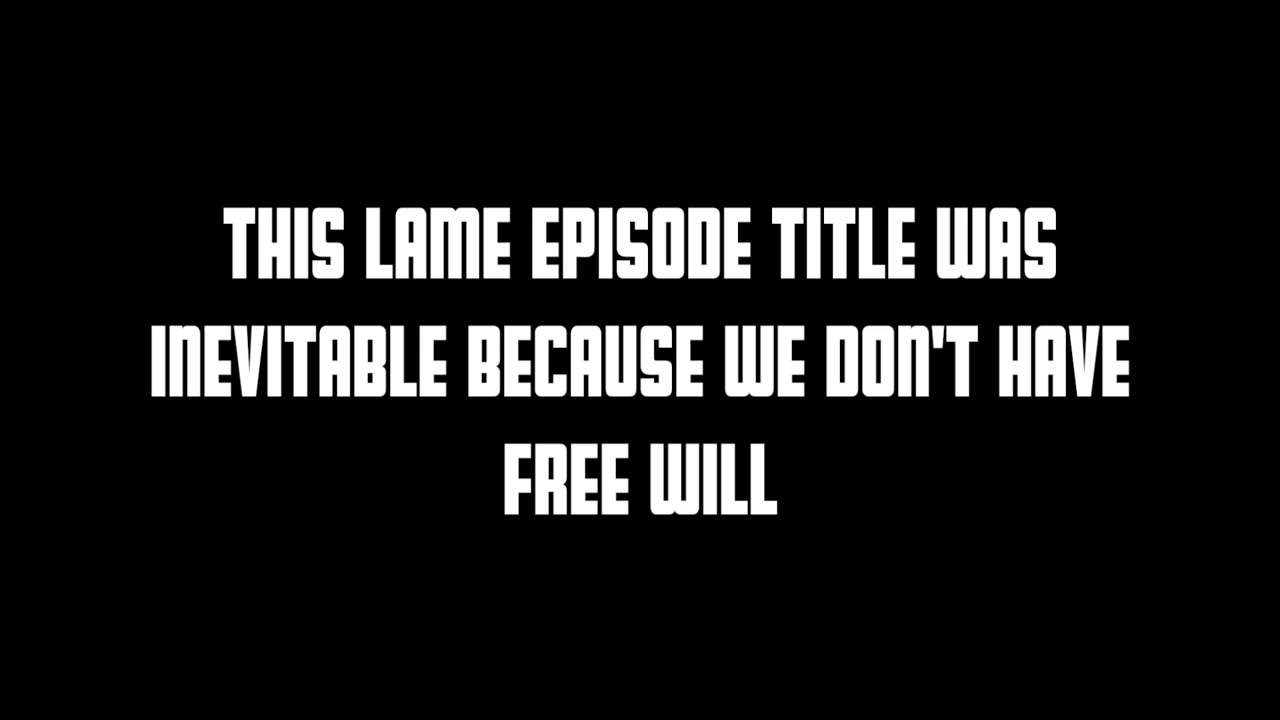 THIS LAME EPISODE TITLE WAS
INEVITABLE BECAUSE WE DON'T HAVE
FREE WILL